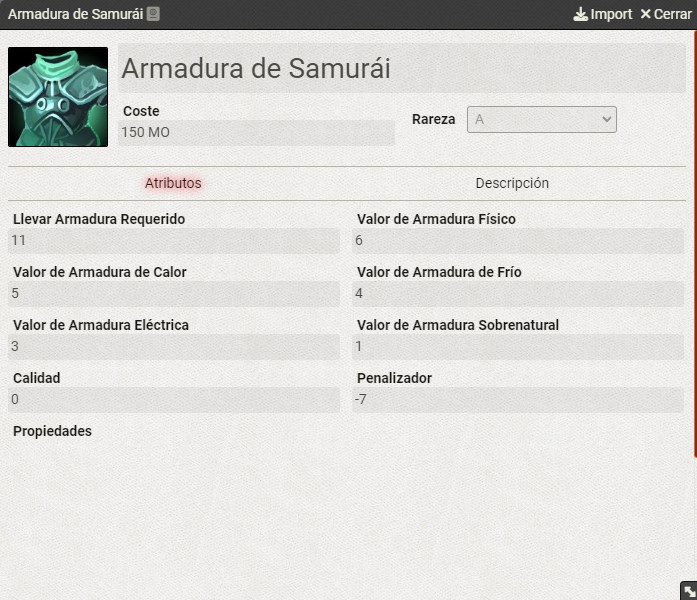 Armadura de Samurái
Import
Cerrar
Armadura de Samurái
Coste
150 MO
Rareza
A
Atributos
Descripción
Llevar Armadura Requerido
Valor de Armadura Físico
11
6
Valor de Armadura de Calor
Valor de Armadura de Frío
5
4
Valor de Armadura Eléctrica
Valor de Armadura Sobrenatural
3
1
Calidad
Penalizador
0
-7
Propiedades